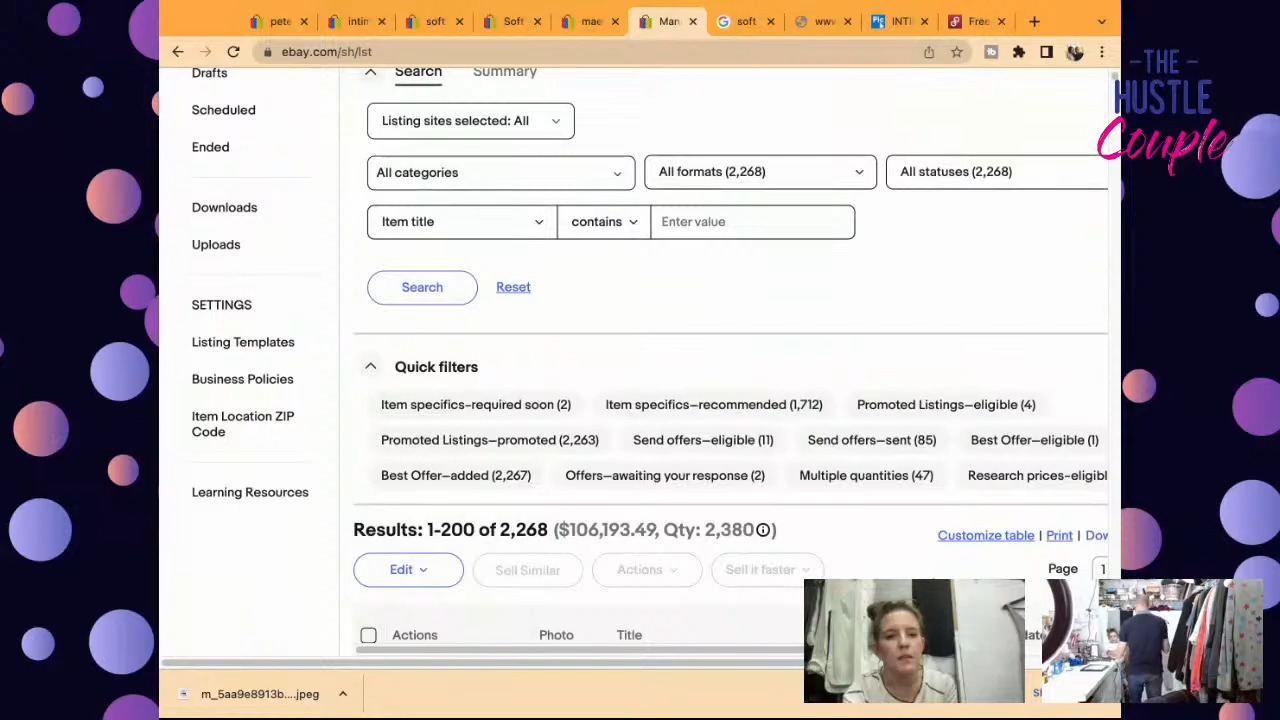 pete
intin
soft
Soft
mae
Man
soft
www
INTI
Free
ebay.com/sh/lst
-THE-
HUSTLE
Couple
Drafts
Search
Summary
Scheduled
Listing sites selected: All
Ended
All categories
All formats (2,268)
All statuses (2,268)
Downloads
Item title
contains
Enter value
Uploads
Search
Reset
SETTINGS
Listing Templates
Quick filters
Business Policies
Item specifics–required soon (2)
Item specifics–recommended (1,712)
Promoted Listings–eligible (4)
Item Location ZIP
Code
Promoted Listings–promoted (2,263)
Send offers–eligible (11)
Send offers–sent (85)
Best Offer–eligible (1)
Best Offer–added (2,267)
Offers–awaiting your response (2)
Multiple quantities (47)
Research prices-eligibl
Learning Resources
Results: 1-200 of 2,268 ($106,193.49, Qty: 2,380)
Customize table | Print | Dow
Edit
Sell Similar
Actions
Sell it faster
Page 1
Actions
Photo
Title
m_5aa9e8913b....jpeg